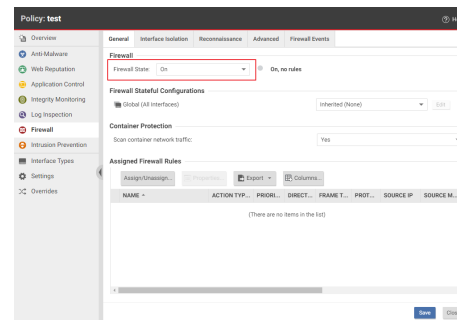 Policy: test
Overview
Anti-Malware
Web Reputation
Application Control
Integrity Monitoring
Log Inspection
Firewall
Intrusion Prevention
Interface Types
Settings
Overrides
General Interface Isolation Reconnaissance Advanced Firewall Events
Firewall
Firewall State: On On, no rules
Firewall Stateful Configurations
Global (All Interfaces) Inherited (None) Edit
Container Protection
Scan container network traffic: Yes
Assigned Firewall Rules
Assign/Unassign... Properties... Export Columns...
NAME ACTION TYP... PRIORI... DIRECT... FRAME T... PROT... SOURCE IP SOURCE M...
(There are no items in the list)
Save Clos